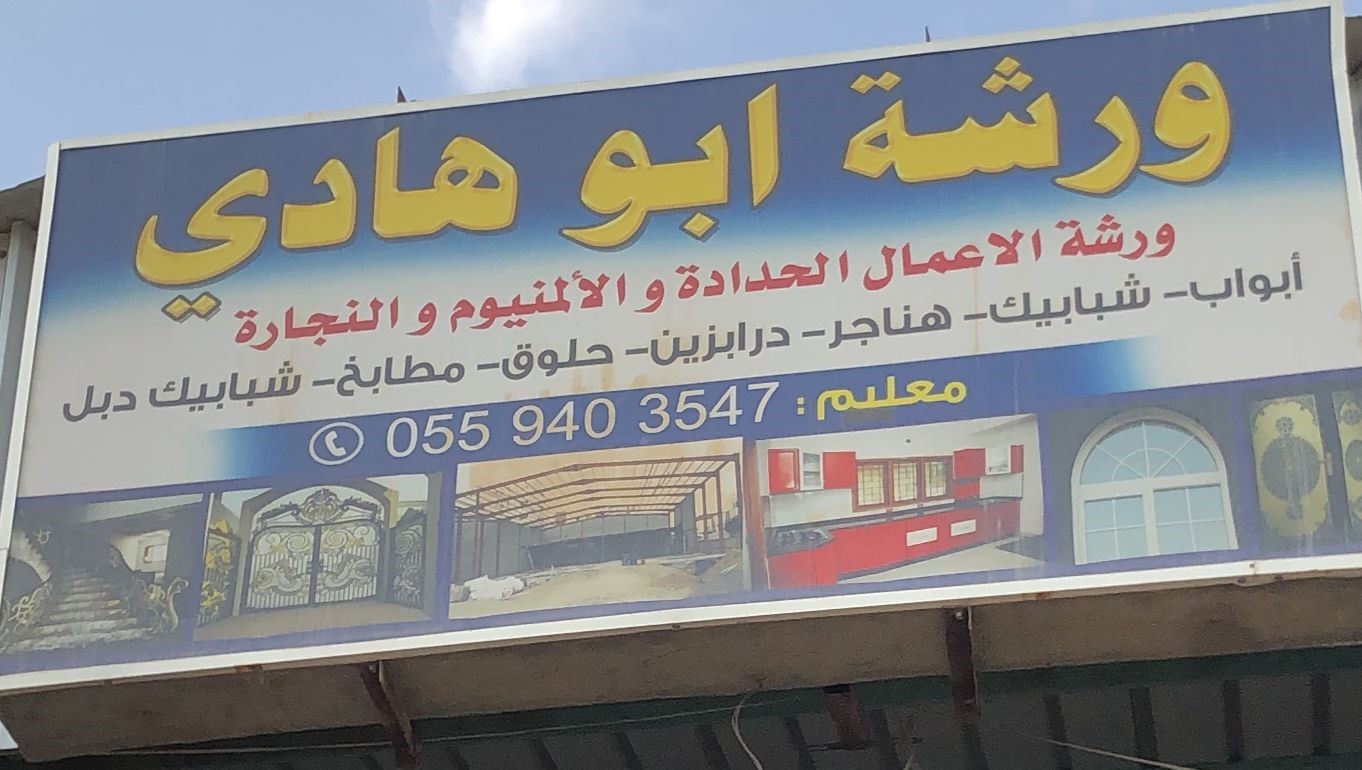 ورشة ابو هادي
ورشة الاعمال الحدادة و الألمنيوم و النجارة
أبواب- شبابيك- هناجر- درابزين- حلوق- مطابخ- شبابيك دبل
معليم : 055 940 3547